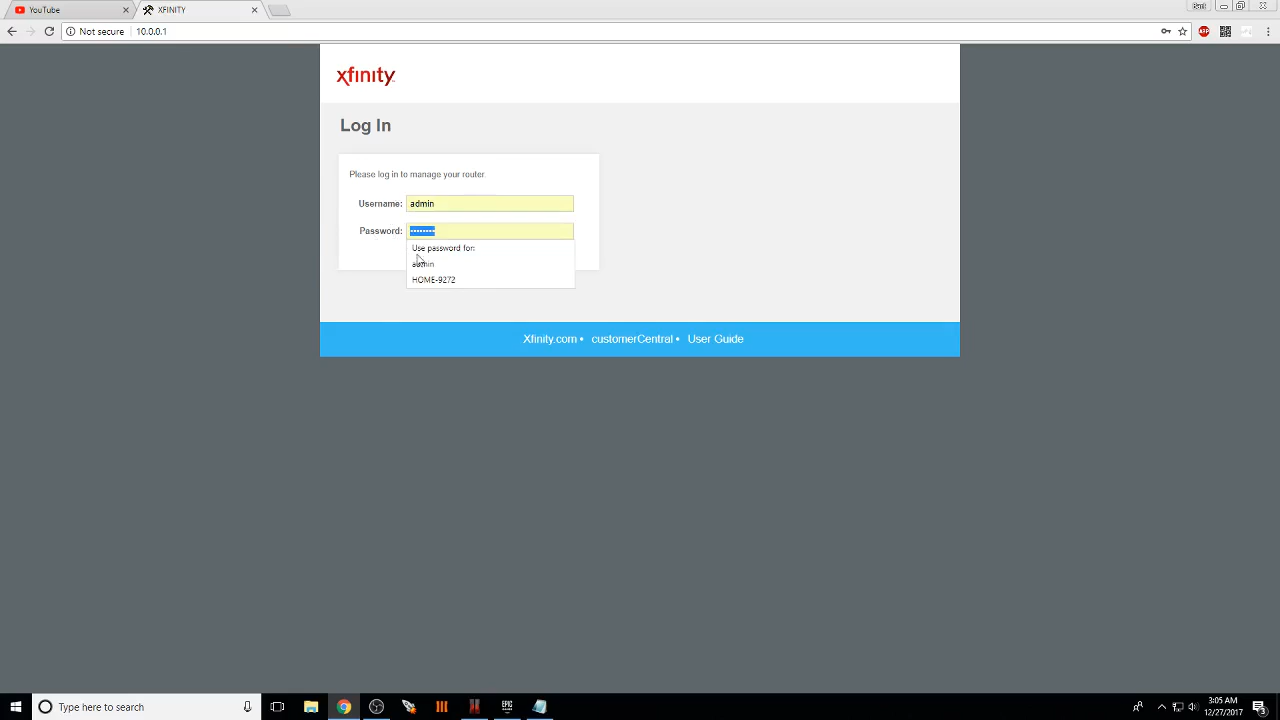 YouTube
XFINITY
Not secure 10.0.0.1
ABP
xfinity
Log In
Please log in to manage your router.
Username: admin
Password: ••••••••
Use password for:
admin
HOME-9272
Xfinity.com • customerCentral • User Guide
Type here to search
EPIC
3:05 AM
12/27/2017